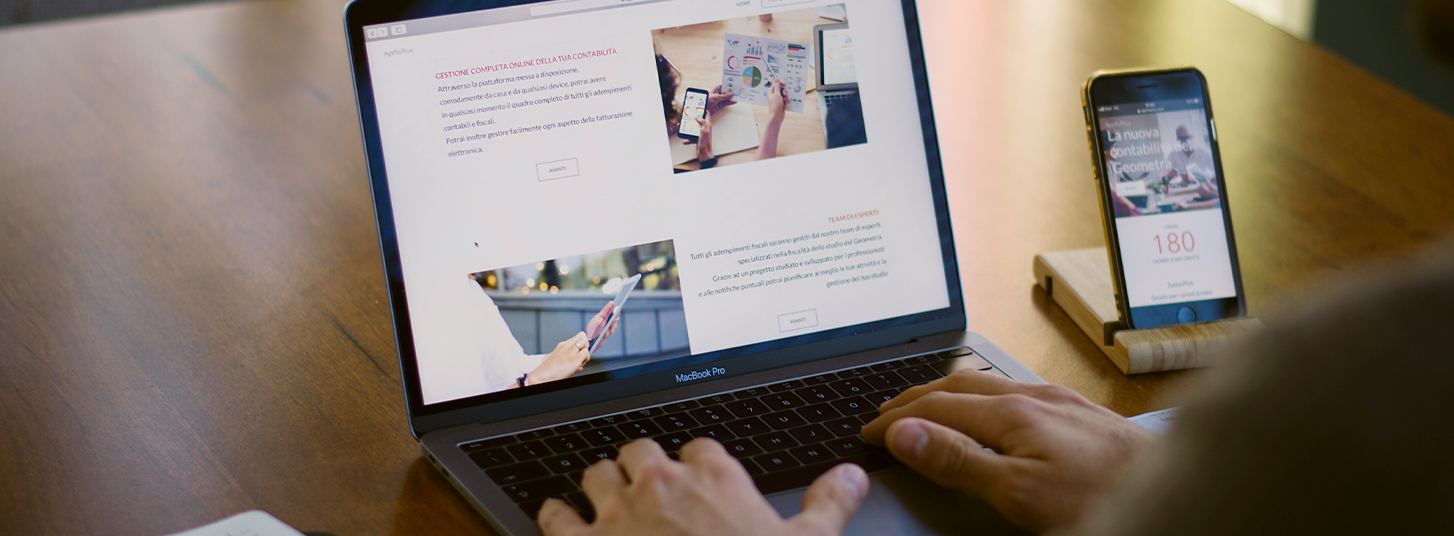 HOME
AgefisPlus
GESTIONE COMPLETA ONLINE DELLA TUA CONTABILITÀ
Attraverso la piattaforma messa a disposizione,
comodamente da casa e da qualsiasi device, potrai avere
in qualsiasi momento il quadro completo di tutti gli adempimenti
contabili e fiscali.
Potrai inoltre gestire facilmente ogni aspetto della fatturazione
elettronica.
AVANTI
TEAM DI ESPERTI
Tutti gli adempimenti fiscali saranno gestiti dal nostro team di esperti
specializzati nella fiscalità dello studio del Geometra.
Grazie ad un progetto studiato e sviluppato per i professionisti
e alle notifiche puntuali potrai pianificare al meglio le tue attività e la
gestione del tuo studio
AVANTI
MacBook Pro
La nuova
contabilità del
Geometra
180
Tutto Plus